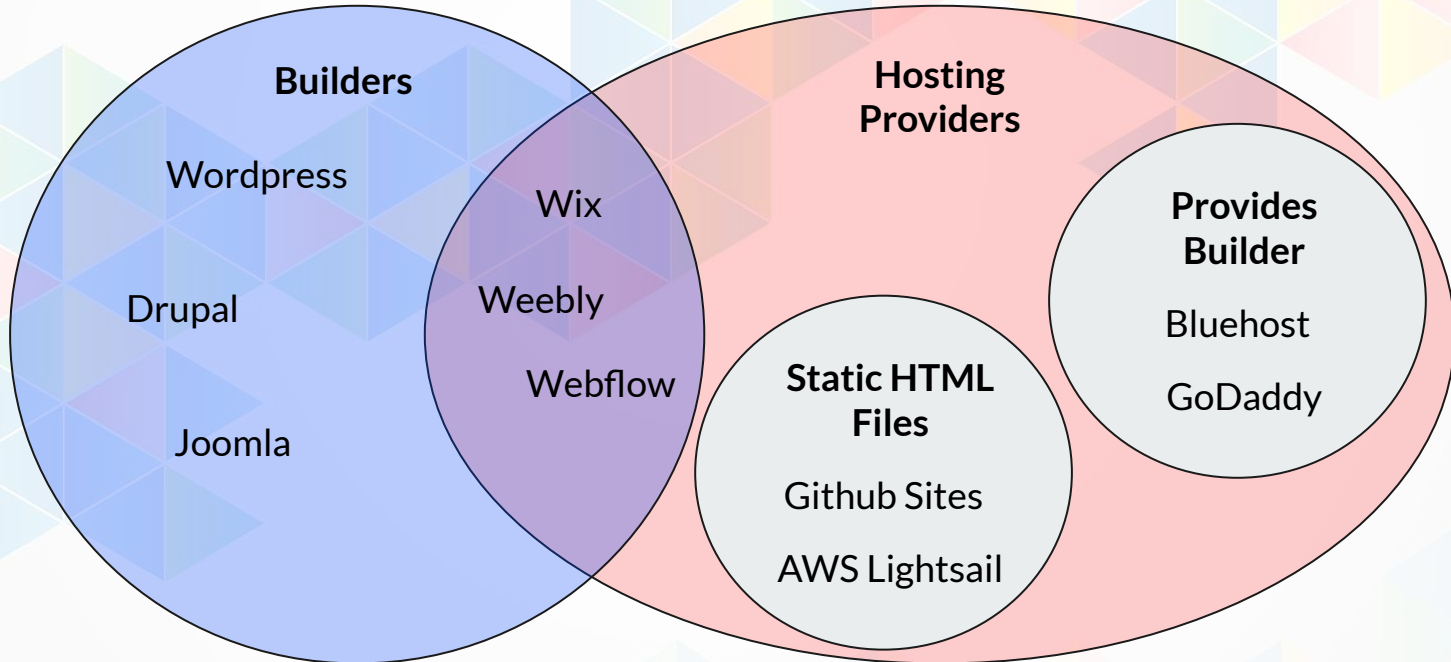 Builders
Wordpress
Drupal
Joomla
Wix
Weebly
Webflow
Hosting
Providers
Static HTML
Files
Github Sites
AWS Lightsail
Provides
Builder
Bluehost
GoDaddy